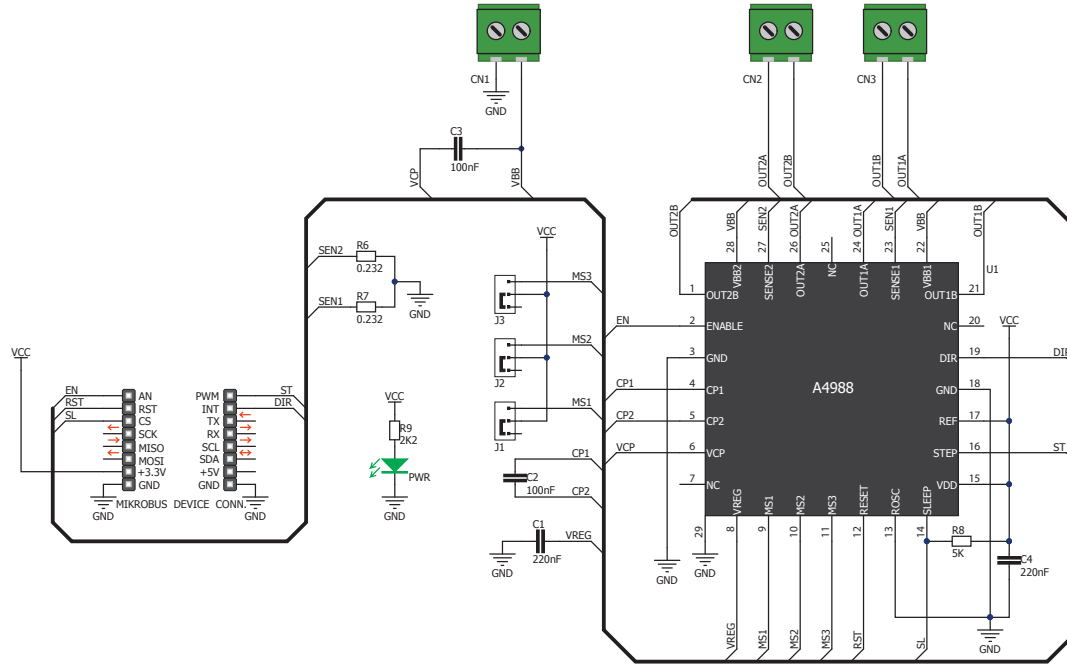 CN1
GND
CN2
CN3
C3
100nF
VCP
VBB
OUT2A
OUT2B
OUT1B
OUT1A
OUT2B
VBB
SEN2
OUT2A
OUT1A
SEN1
VBB
OUT1B
28
27
26
25
24
23
22
U1
VBB2
SENSE2
OUT2A
NC
OUT1A
SENSE1
VBB1
SEN2
R6
0.232
SEN1
R7
0.232
GND
VCC
MS3
J3
MS2
J2
MS1
J1
1
OUT2B
OUT1B
21
EN
2
ENABLE
NC
20
VCC
3
GND
DIR
19
DIR
CP1
4
CP1
A4988
GND
18
CP2
5
CP2
REF
17
VCP
6
VCP
STEP
16
ST
7
NC
VDD
15
VREG
MS1
MS2
MS3
RESET
ROSC
SLEEP
29
8
9
10
11
12
13
14
GND
GND
R8
5K
C4
220nF
GND
VREG
MS1
MS2
MS3
RST
SL
VCC
EN
AN
PWM
ST
RST
RST
INT
DIR
SL
CS
TX
SCK
RX
MISO
SCL
MOSI
SDA
+3.3V
+5V
GND
GND
GND
MIKROBUS DEVICE CONN.
GND
VCC
R9
2K2
PWR
GND
CP1
C2
100nF
CP2
C1
VREG
220nF
GND